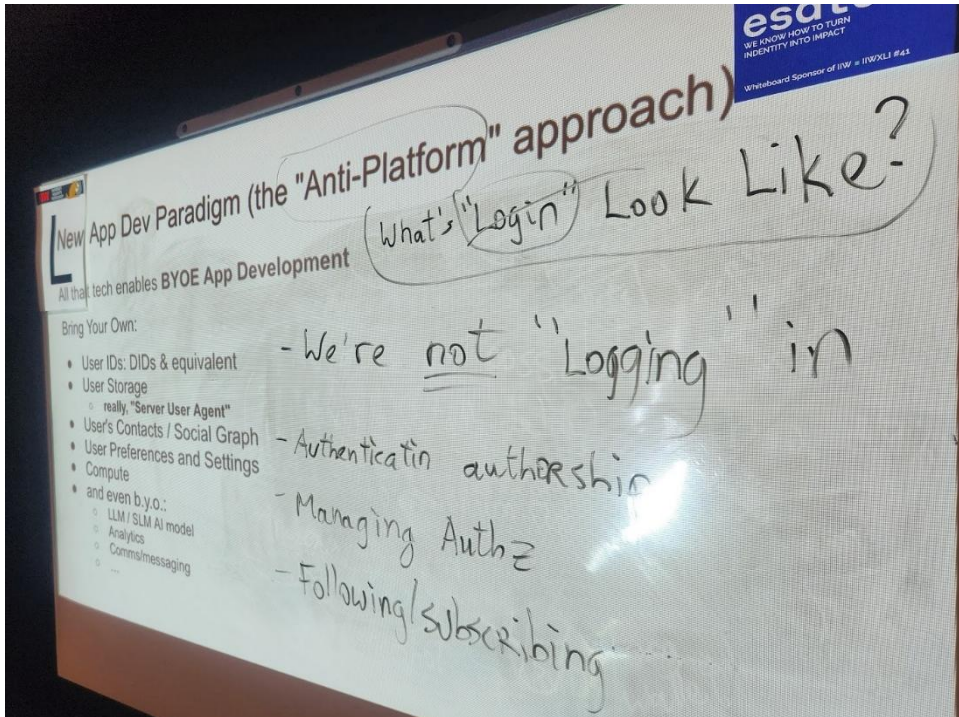 WE KNOW HOW TO TURN
INDENTITY INTO IMPACT
Whiteboard Sponsor of IIW = IIWXLI #41
New App Dev Paradigm (the "Anti-Platform" approach)
(What's "Login" Look Like?
All that tech enables BYOE App Development
Bring Your Own:
User IDs: DIDs & equivalent
User Storage
really, "Server User Agent"
User's Contacts / Social Graph
User Preferences and Settings
Compute
and even b.y.o.:
LLM / SLM AI model
Analytics
Comms/messaging
...
- We're not "Logging" in
- Authenticatin authorship
- Managing Authz
- Following/subscribing